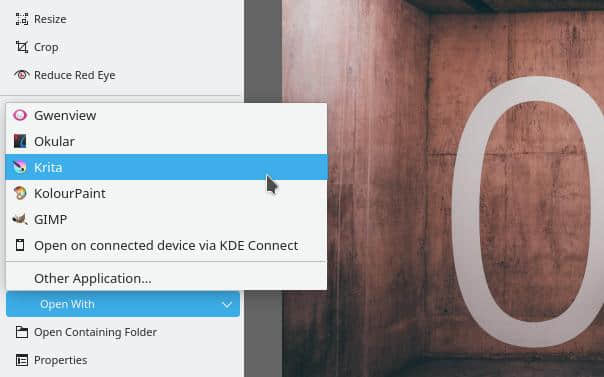 Resize
Crop
Reduce Red Eye
Gwenview
Okular
Krita
KolourPaint
GIMP
Open on connected device via KDE Connect
Other Application...
Open With
Open Containing Folder
Properties
0